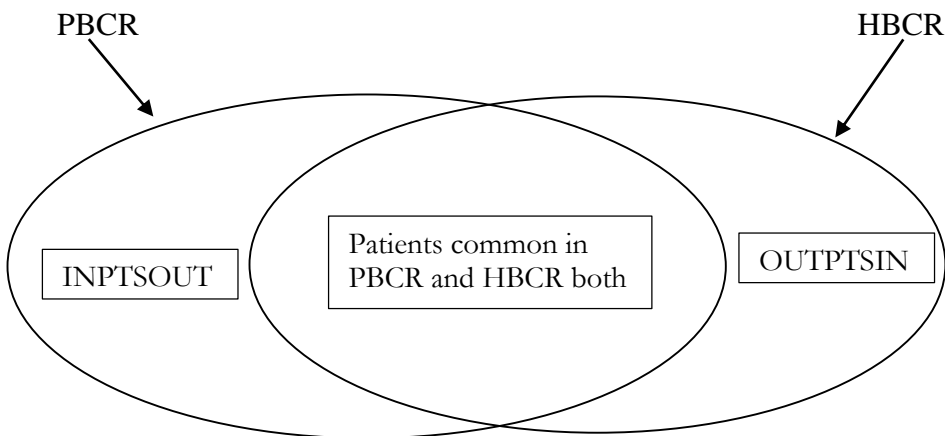 PBCR
HBCR
INPTSOUT
Patients common in
PBCR and HBCR both
OUTPTSIN